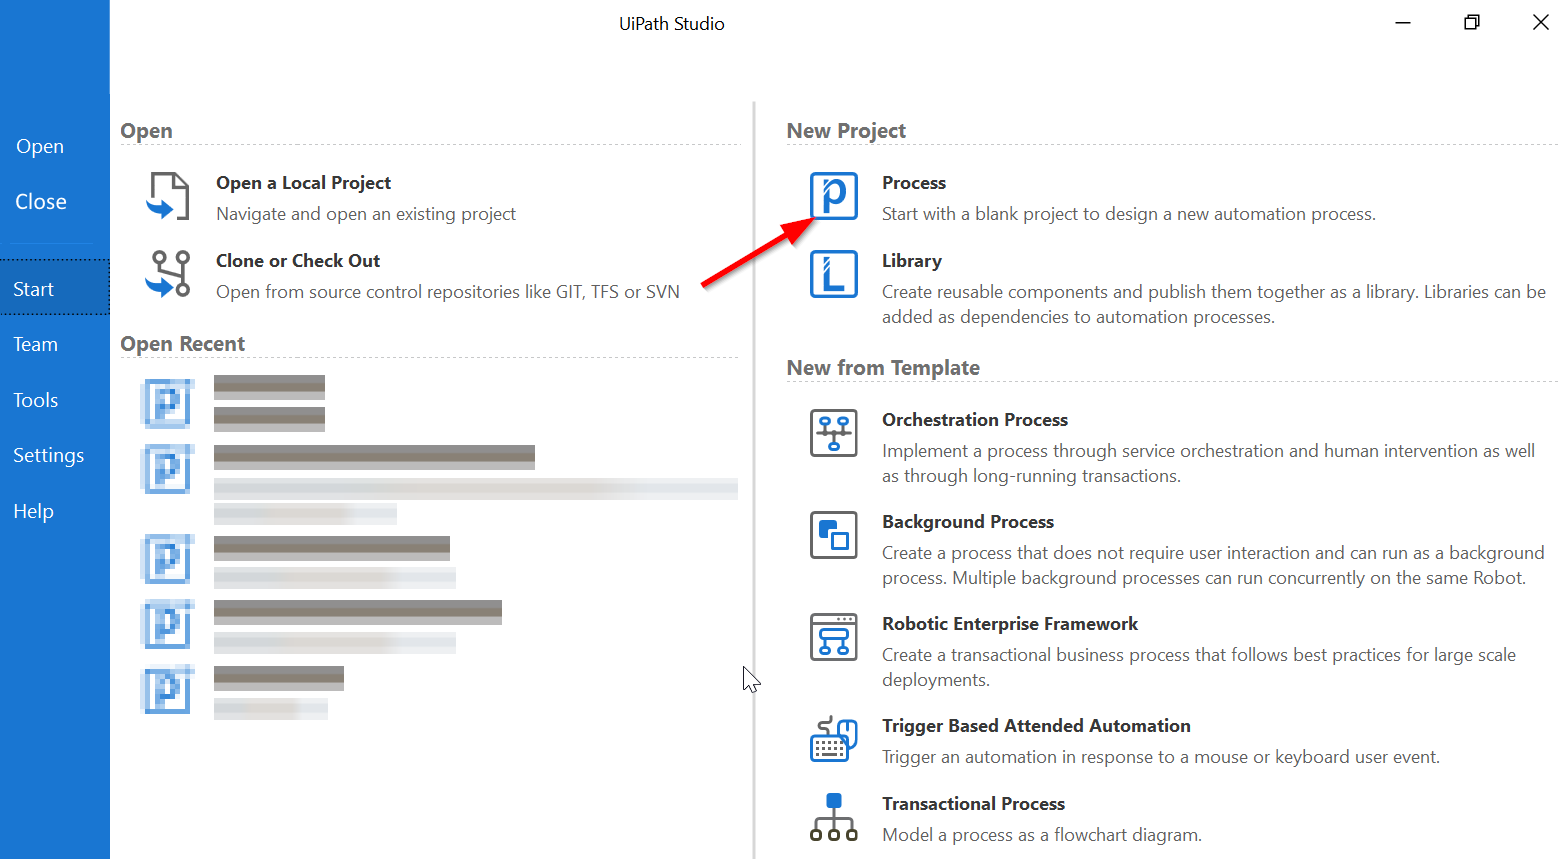 UiPath Studio
Open
Close
Start
Team
Tools
Settings
Help
Open
Open a Local Project
Navigate and open an existing project
Clone or Check Out
Open from source control repositories like GIT, TFS or SVN
Open Recent
New Project
Process
Start with a blank project to design a new automation process.
Library
Create reusable components and publish them together as a library. Libraries can be
added as dependencies to automation processes.
New from Template
Orchestration Process
Implement a process through service orchestration and human intervention as well
as through long-running transactions.
Background Process
Create a process that does not require user interaction and can run as a background
process. Multiple background processes can run concurrently on the same Robot.
Robotic Enterprise Framework
Create a transactional business process that follows best practices for large scale
deployments.
Trigger Based Attended Automation
Trigger an automation in response to a mouse or keyboard user event.
Transactional Process
Model a process as a flowchart diagram.